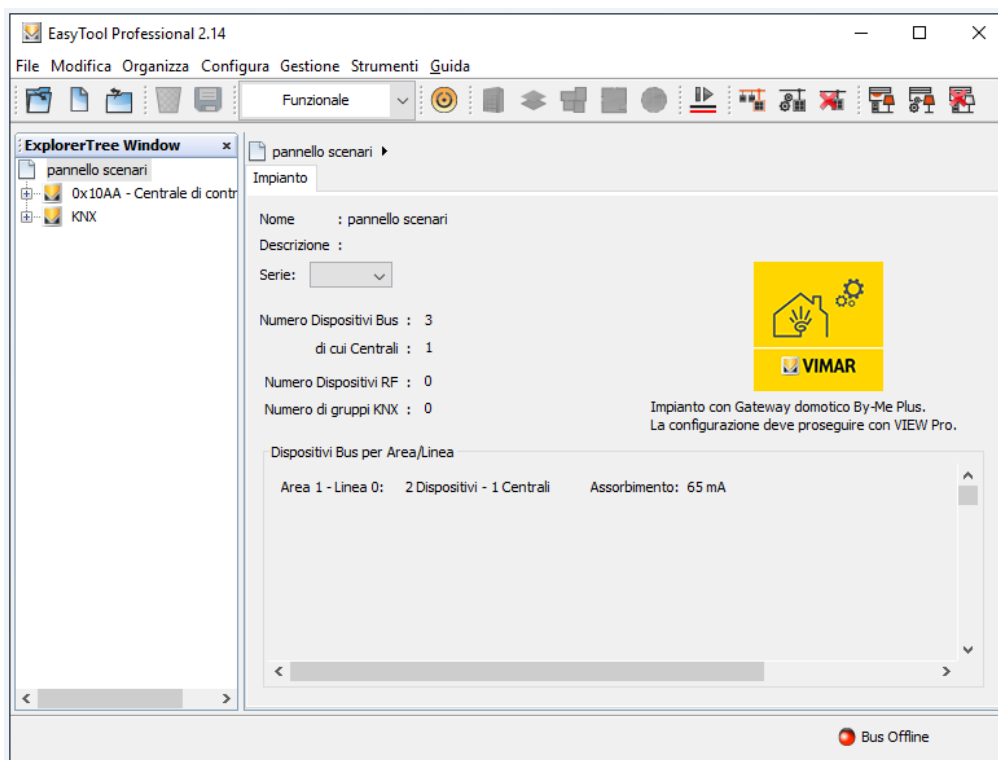 EasyTool Professional 2.14
File Modifica Organizza Configura Gestione Strumenti Guida
Funzionale
ExplorerTree Window x
pannello scenari
0x10AA - Centrale di contr
KNX
pannello scenari
Impianto
Nome : pannello scenari
Descrizione :
Serie:
Numero Dispositivi Bus : 3
di cui Centrali : 1
Numero Dispositivi RF : 0
Numero di gruppi KNX : 0
VIMAR
Impianto con Gateway domotico By-Me Plus.
La configurazione deve proseguire con VIEW Pro.
Dispositivi Bus per Area/Linea
Area 1 - Linea 0: 2 Dispositivi - 1 Centrali Assorbimento: 65 mA
Bus Offline